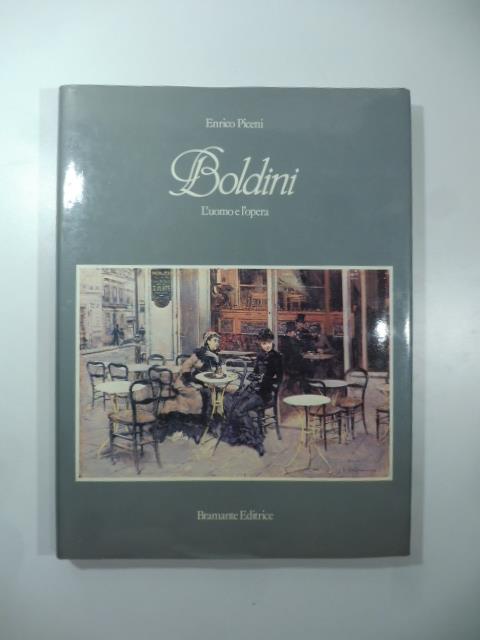 Enrico Piceni
Boldini
L'uomo e l'opera
Bramante Editrice